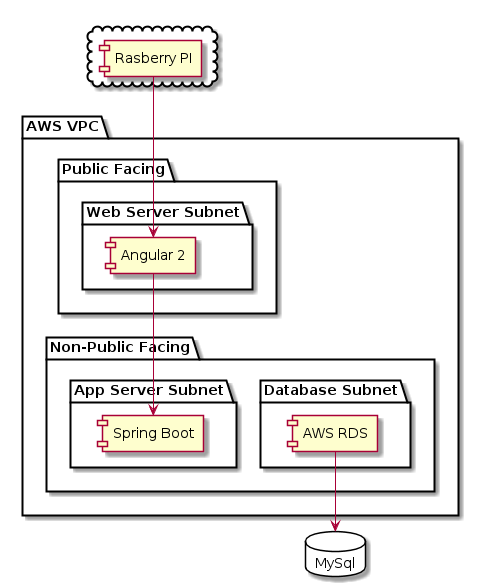 Rasberry PI
AWS VPC
Public Facing
Web Server Subnet
Angular 2
Non-Public Facing
App Server Subnet
Database Subnet
Spring Boot
AWS RDS
MySql